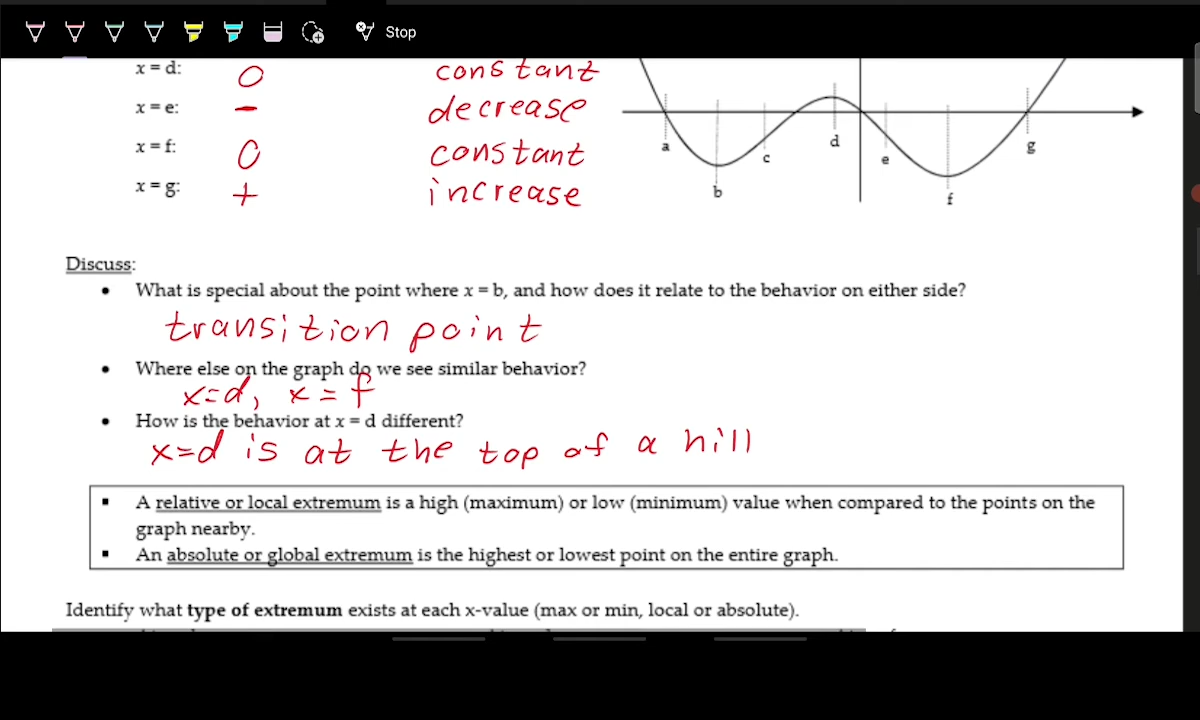 Stop
x = d: 0 constant
x = e: - decrease
x = f: 0 constant
x = g: + increase
a
b
c
d
e
f
g
Discuss:
• What is special about the point where x = b, and how does it relate to the behavior on either side?
transition point
• Where else on the graph do we see similar behavior?
x=d, x = f
• How is the behavior at x = d different?
x=d is at the top of a hill
▪ A relative or local extremum is a high (maximum) or low (minimum) value when compared to the points on the
graph nearby.
▪ An absolute or global extremum is the highest or lowest point on the entire graph.
Identify what type of extremum exists at each x-value (max or min, local or absolute).